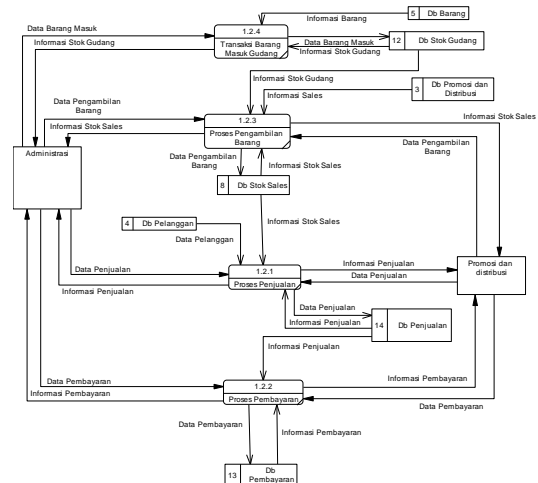 5 Db Barang
Informasi Barang
1.2.4
Data Barang Masuk
Transaksi Barang
Masuk Gudang
Data Barang Masuk
12 Db Stok Gudang
Informasi Stok Gudang
Informasi Stok Gudang
Informasi Stok Gudang
3 Db Promosi dan
Distribusi
Informasi Sales
Data Pengambilan
Barang
1.2.3
Informasi Stok Sales
Proses Pengambilan
Barang
Informasi Stok Sales
Data Pengambilan
Barang
Administrasi
Data Pengambilan
Barang
Informasi Stok Sales
8 Db Stok Sales
4 Db Pelanggan
Informasi Stok Sales
Data Pelanggan
Data Penjualan
1.2.1
Informasi Penjualan
Promosi dan
distribusi
Informasi Penjualan
Proses Penjualan
Data Penjualan
Data Penjualan
Informasi Penjualan
14 Db Penjualan
Informasi Penjualan
Data Pembayaran
1.2.2
Informasi Pembayaran
Informasi Pembayaran
Proses Pembayaran
Data Pembayaran
Data Pembayaran
Informasi Pembayaran
13 Db
Pembayaran